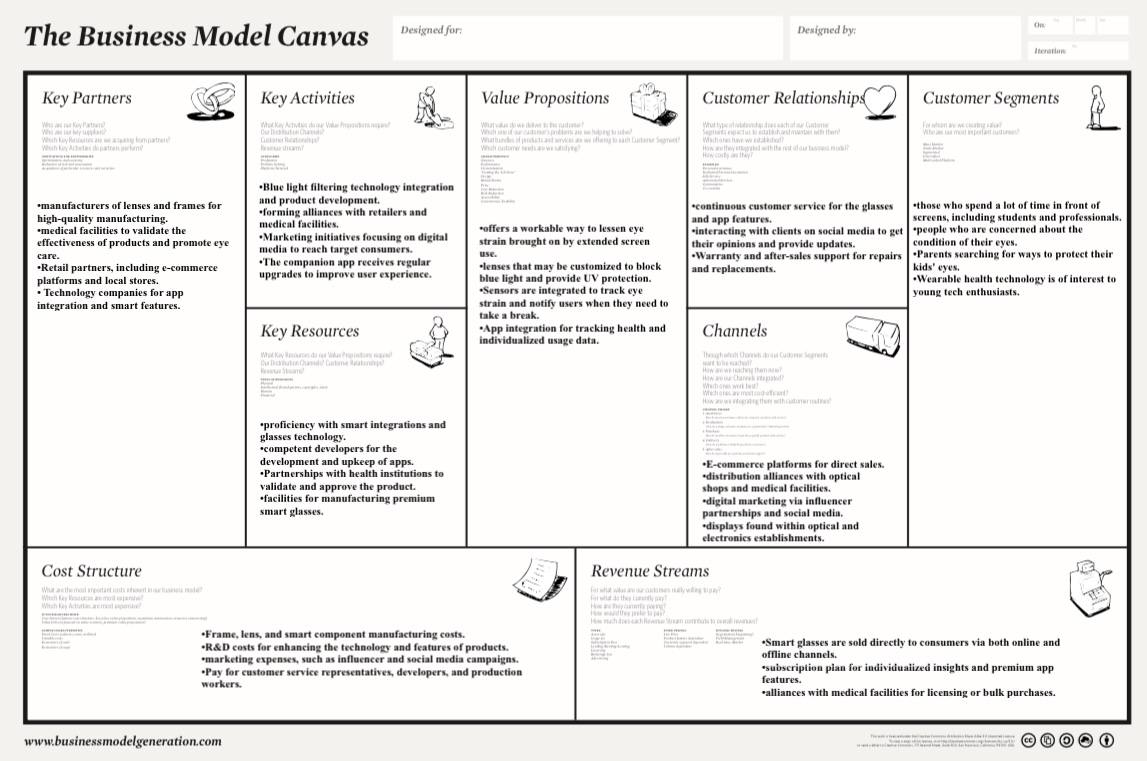 The Business Model Canvas
Designed for:
Designed by:
On:
Iteration:
Key Partners
Who are our Key Partners?
Who are our key suppliers?
Which Key Resources are we acquiring from partners?
Which Key Activities do partners perform?
•manufacturers of lenses and frames for
high-quality manufacturing.
•medical facilities to validate the
effectiveness of products and promote eye
care.
•Retail partners, including e-commerce
platforms and local stores.
• Technology companies for app
integration and smart features.
Key Activities
What Key Activities do our Value Propositions require?
Our Distribution Channels?
Customer Relationships?
Revenue streams?
•Blue light filtering technology integration
and product development.
•forming alliances with retailers and
medical facilities.
•Marketing initiatives focusing on digital
media to reach target consumers.
•The companion app receives regular
upgrades to improve user experience.
Key Resources
What Key Resources do our Value Propositions require?
Our Distribution Channels? Customer Relationships?
Revenue Streams?
•proficiency with smart integrations and
glasses technology.
•competent developers for the
development and upkeep of apps.
•Partnerships with health institutions to
validate and approve the product.
•facilities for manufacturing premium
smart glasses.
Value Propositions
What value do we deliver to the customer?
Which one of our customer's problems are we helping to solve?
What bundles of products and services are we offering to each Customer Segment?
Which customer needs are we satisfying?
•offers a workable way to lessen eye
strain brought on by extended screen
use.
•lenses that may be customized to block
blue light and provide UV protection.
•Sensors are integrated to track eye
strain and notify users when they need to
take a break.
•App integration for tracking health and
individualized usage data.
Customer Relationships
What type of relationship does each of our Customer
Segments expect us to establish and maintain with them?
Which ones have we established?
How are they integrated with the rest of our business model?
How costly are they?
•continuous customer service for the glasses
and app features.
•interacting with clients on social media to get
their opinions and provide updates.
•Warranty and after-sales support for repairs
and replacements.
Channels
Through which Channels do our Customer Segments
want to be reached?
How are we reaching them now?
How are our Channels integrated?
Which ones work best?
Which ones are most cost-efficient?
How are we integrating them with customer routines?
•E-commerce platforms for direct sales.
•distribution alliances with optical
shops and medical facilities.
•digital marketing via influencer
partnerships and social media.
•displays found within optical and
electronics establishments.
Customer Segments
For whom are we creating value?
Who are our most important customers?
•those who spend a lot of time in front of
screens, including students and professionals.
•people who are concerned about the
condition of their eyes.
•Parents searching for ways to protect their
kids' eyes.
•Wearable health technology is of interest to
young tech enthusiasts.
Cost Structure
What are the most important costs inherent in our business model?
Which Key Resources are most expensive?
Which Key Activities are most expensive?
•Frame, lens, and smart component manufacturing costs.
•R&D costs for enhancing the technology and features of products.
•marketing expenses, such as influencer and social media campaigns.
•Pay for customer service representatives, developers, and production
workers.
Revenue Streams
For what value are our customers really willing to pay?
For what do they currently pay?
How are they currently paying?
How would they prefer to pay?
How much does each Revenue Stream contribute to overall revenues?
•Smart glasses are sold directly to consumers via both online and
offline channels.
•subscription plan for individualized insights and premium app
features.
•alliances with medical facilities for licensing or bulk purchases.
www.businessmodelgeneration.com